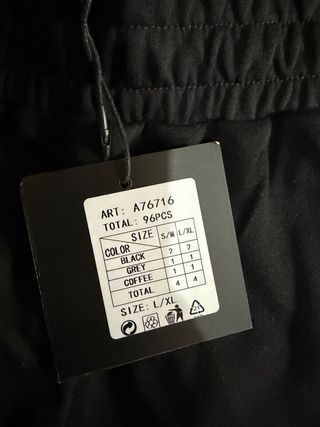 ART: A76716
TOTAL: 96PCS
SIZE S/M L/XL
COLOR
BLACK 2 2
GREY 1 1
COFFEE 1 1
TOTAL 4 4
SIZE: L/XL